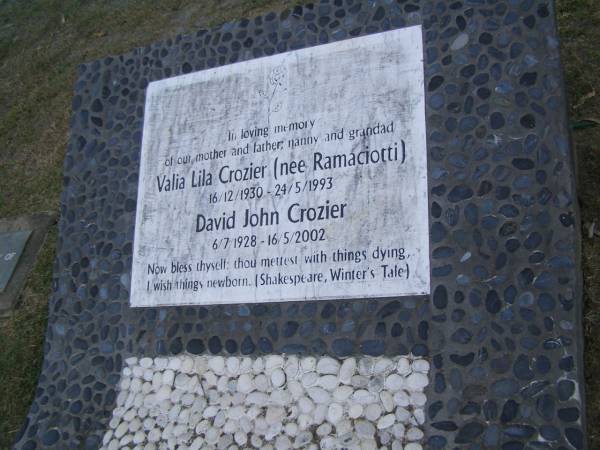 In loving memory
of our mother and father, nanny and grandad
Valia Lila Crozier (nee Ramaciotti)
16/12/1930 - 24/5/1993
David John Crozier
6/7/1928 - 16/5/2002
Now bless thyself: thou mettest with things dying,
I wish things newborn. (Shakespeare, Winter's Tale)